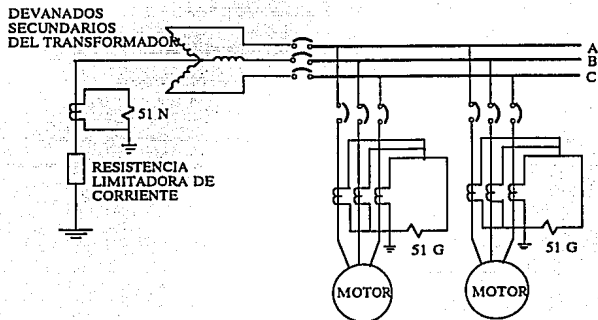 DEVANADOS
SECUNDARIOS
DEL TRANSFORMADOR
A
B
C
51 N
RESISTENCIA
LIMITADORA DE
CORRIENTE
51 G
51 G
MOTOR
MOTOR